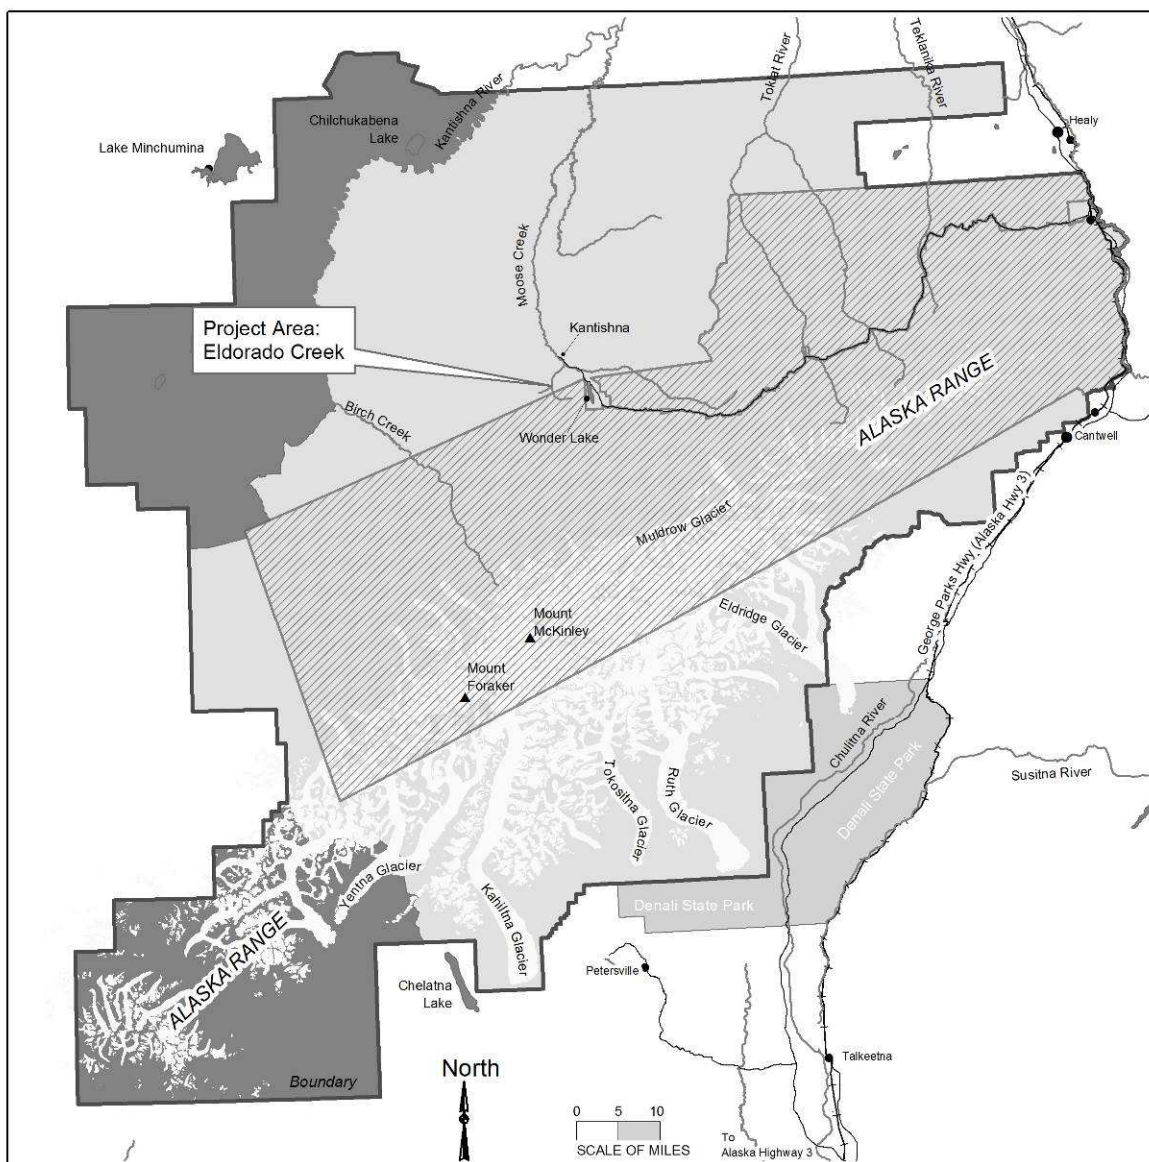 Toklat River
Teklanika River
Kantishna River
Chilchukabena
Lake
Healy
Lake Minchumina
Moose Creek
Project Area:
Eldorado Creek
Kantishna
ALASKA RANGE
Birch Creek
Wonder Lake
Cantwell
Muldrow Glacier
George Parks Hwy (Alaska Hwy 3)
Mount
McKinley
Eldridge Glacier
Mount
Foraker
Chulitna River
Denali State Park
Susitna River
Tokositna Glacier
Ruth Glacier
Yentna Glacier
Kahiltna Glacier
Denali State Park
ALASKA RANGE
Petersville
Chelatna
Lake
Talkeetna
North
Boundary
0 5 10
SCALE OF MILES
To
Alaska Highway 3